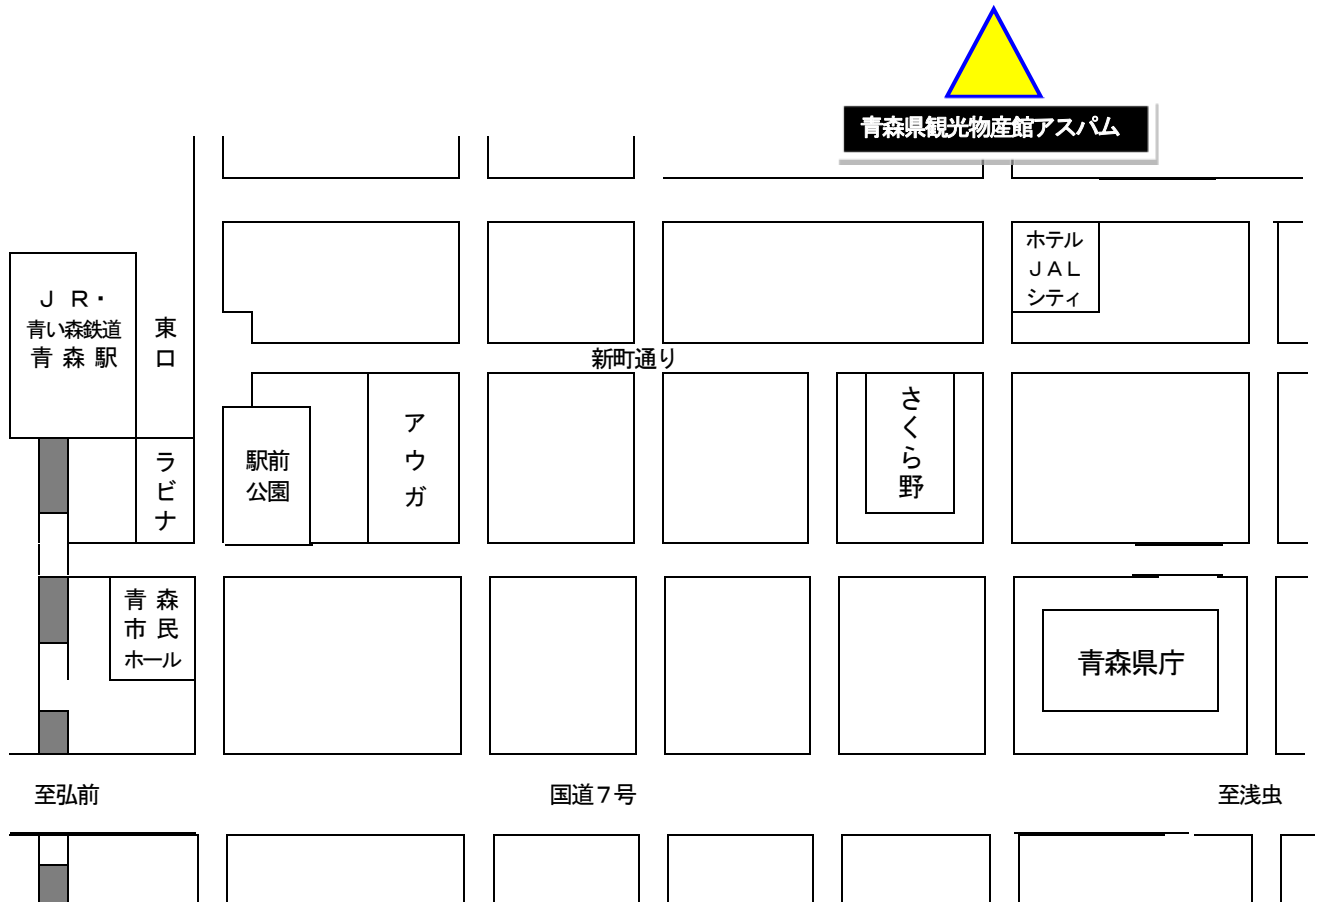 青森県観光物産館アスパム
ホテル
ＪＡＬ
シティ
ＪＲ・
青い森鉄道
青森駅
東口
新町通り
ラビナ
駅前
公園
アウガ
さくら野
青森
市民
ホール
青森県庁
至弘前
国道７号
至浅虫